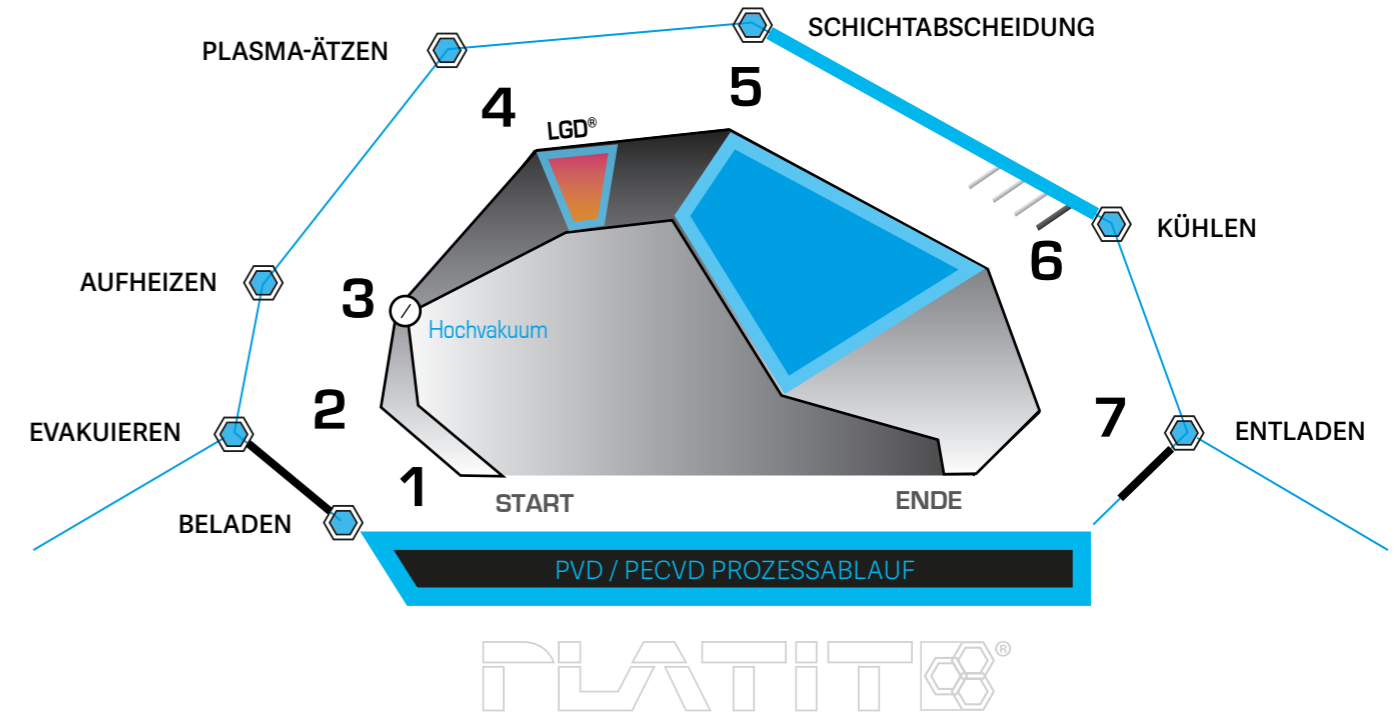 SCHICHTABSCHEIDUNG
PLASMA-ÄTZEN
5
4
LGD®
KÜHLEN
6
AUFHEIZEN
3
Hochvakuum
2
7
EVAKUIEREN
ENTLADEN
1
START
ENDE
BELADEN
PVD / PECVD PROZESSABLAUF
PLATIT®